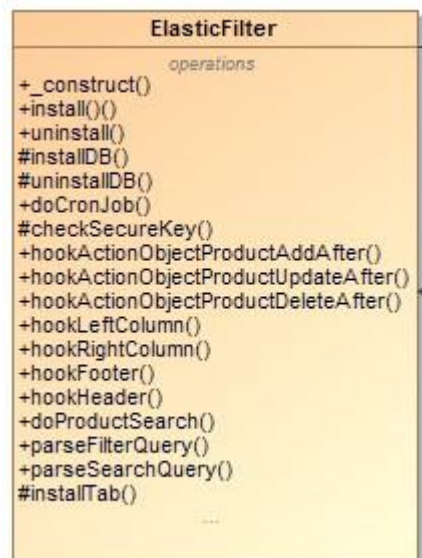 ElasticFilter
operations
+_construct()
+install()()
+uninstall()
#installDB()
#uninstallDB()
+doCronJob()
#checkSecureKey()
+hookActionObjectProductAddAfter()
+hookActionObjectProductUpdateAfter()
+hookActionObjectProductDeleteAfter()
+hookLeftColumn()
+hookRightColumn()
+hookFooter()
+hookHeader()
+doProductSearch()
+parseFilterQuery()
+parseSearchQuery()
#installTab()
...